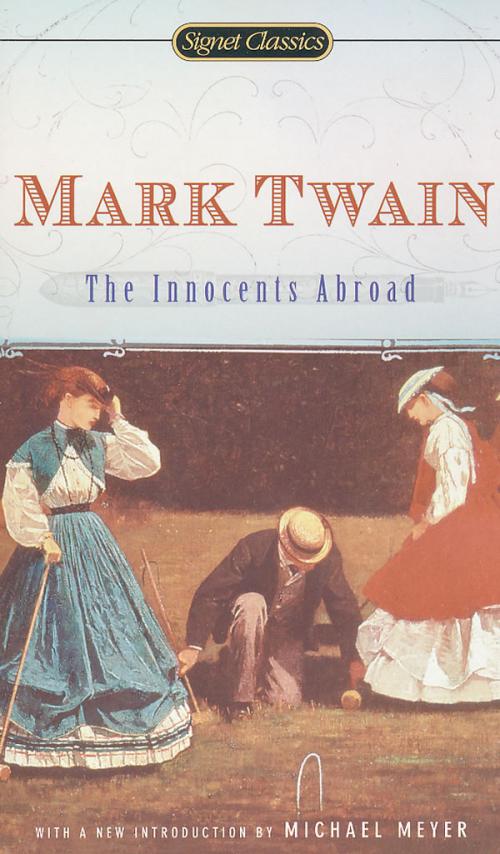 Signet Classics
MARK TWAIN
The Innocents Abroad
WITH A NEW INTRODUCTION BY MICHAEL MEYER